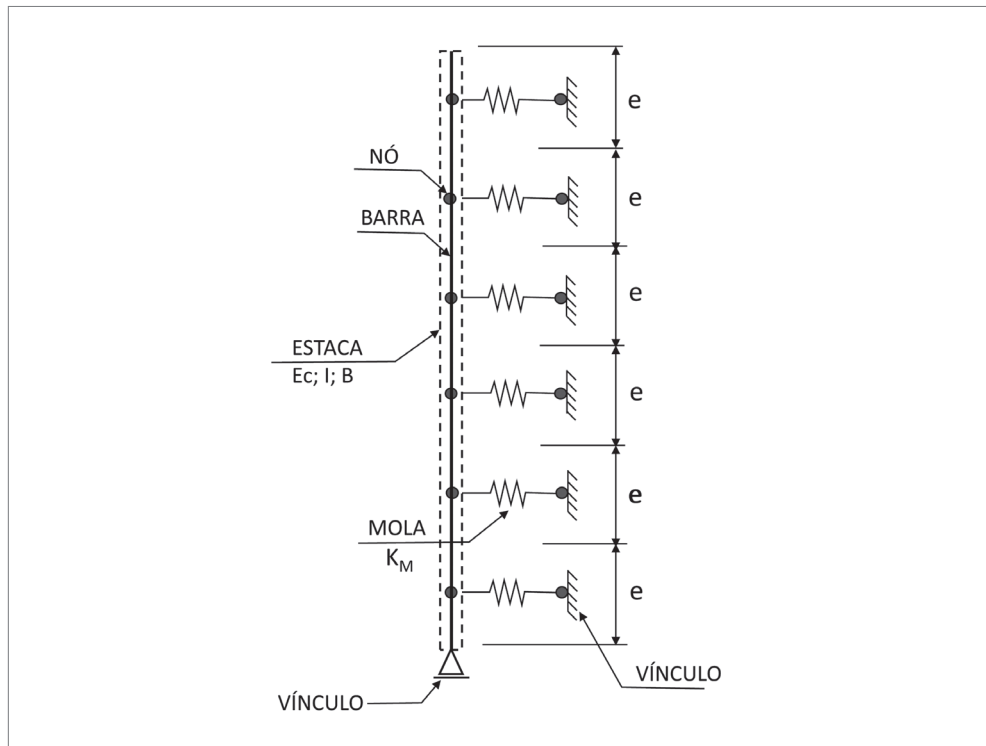 e
NÓ
e
BARRA
e
ESTACA
Ec; I; B
e
e
MOLA
K_M
e
VÍNCULO
VÍNCULO